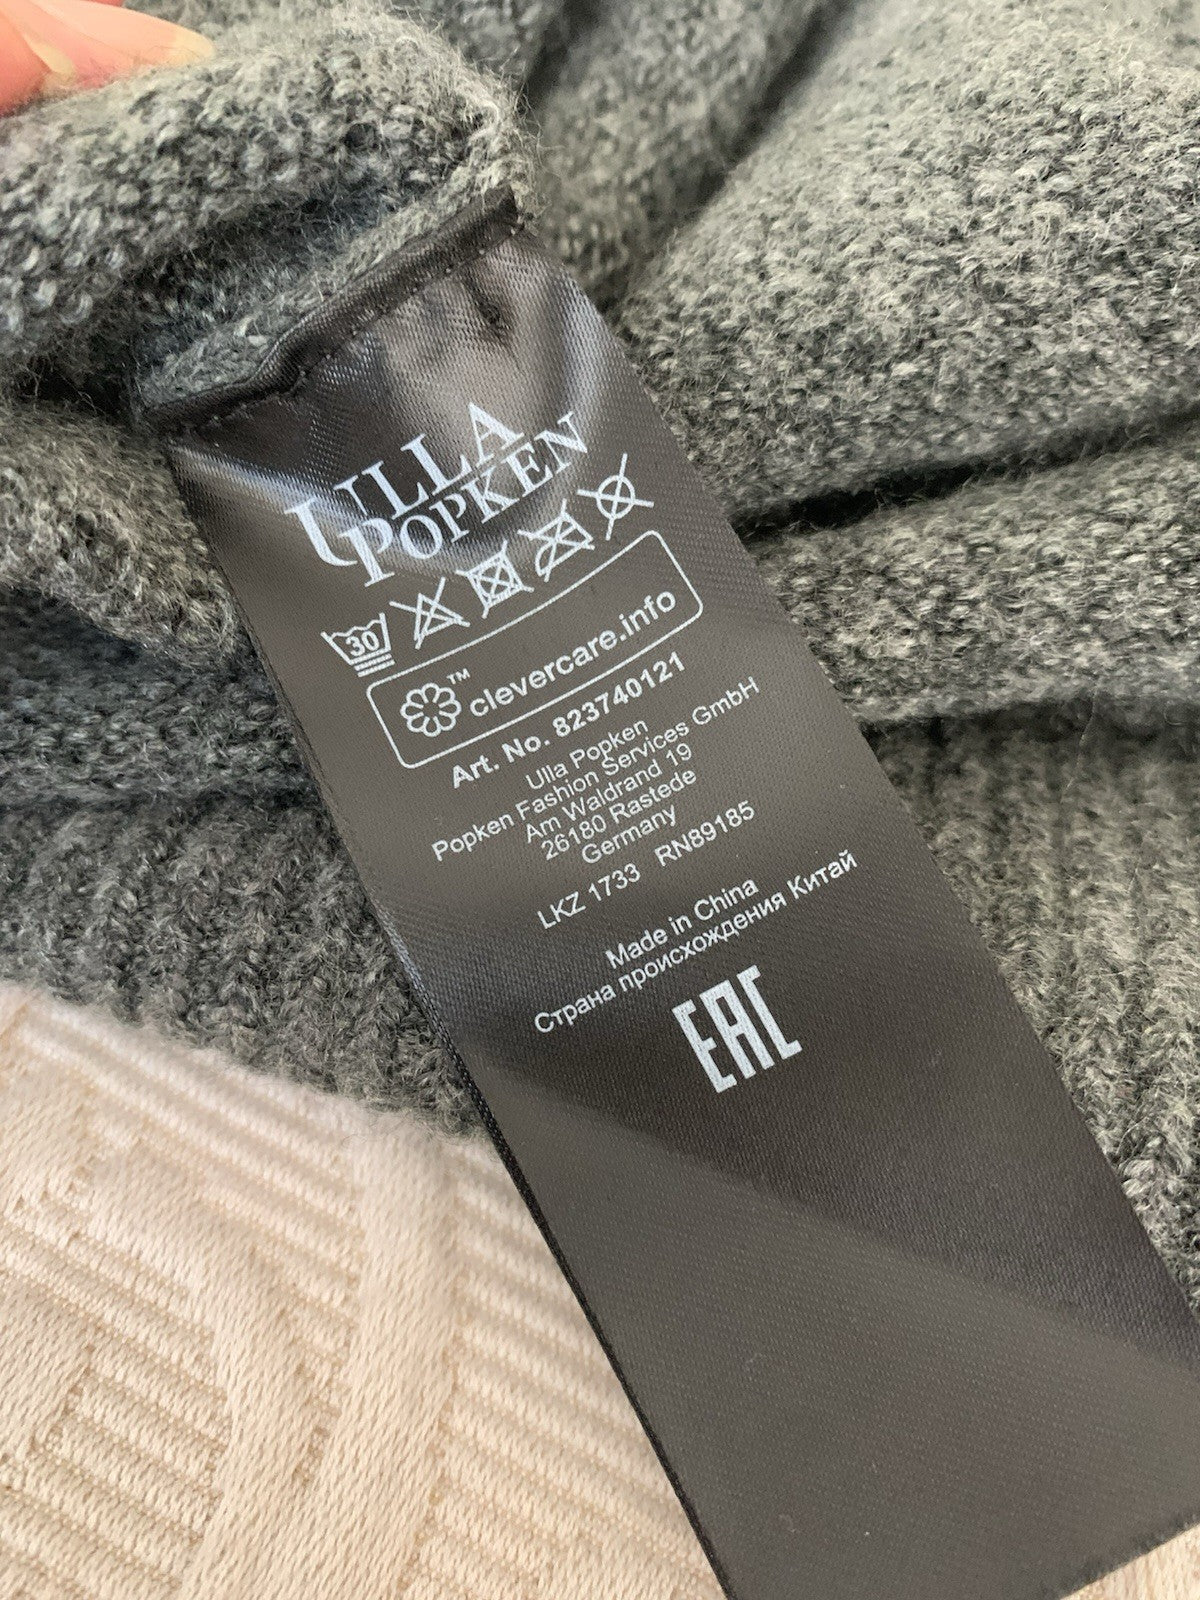 ULLA
POPKEN
30
clevercare.info
TM
Art. No. 823740121
Ulla Popken
Popken Fashion Services GmbH
Am Waldrand 19
26180 Rastede
Germany
LKZ 1733 RN89185
Made in China
Страна происхождения Китай
EAC